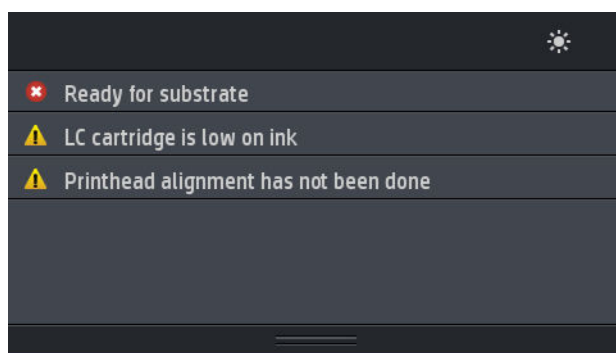 Ready for substrate
LC cartridge is low on ink
Printhead alignment has not been done